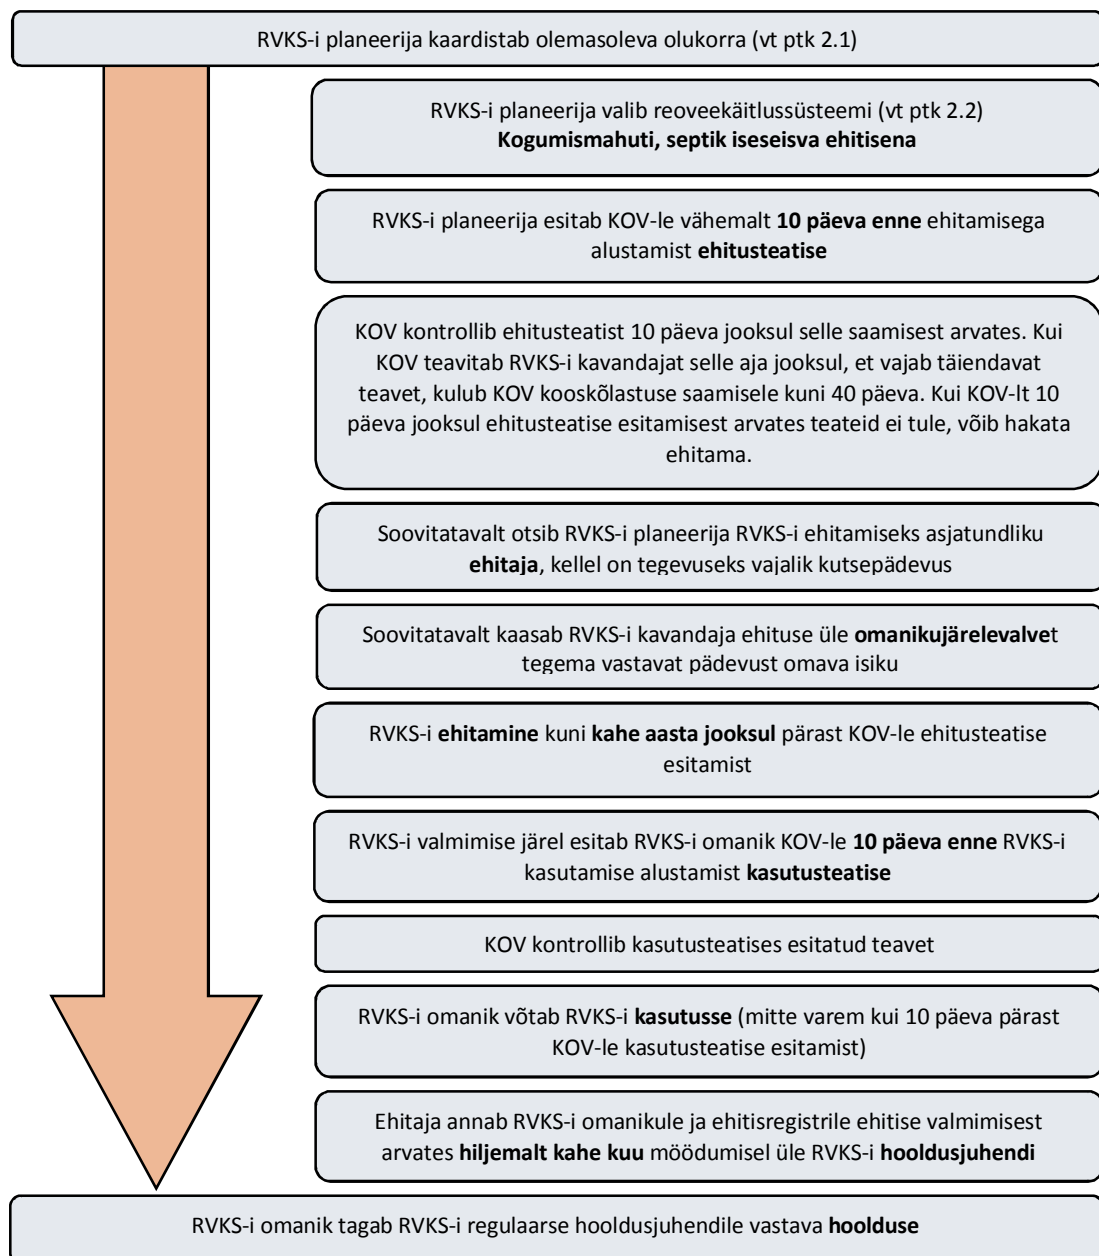 RVKS-i planeerija kaardistab olemasoleva olukorra (vt ptk 2.1)
RVKS-i planeerija valib reoveekäitlussüsteemi (vt ptk 2.2)
Kogumismahuti, septik iseseisva ehitisena
RVKS-i planeerija esitab KOV-le vähemalt 10 päeva enne ehitamisega
alustamist ehitusteatise
KOV kontrollib ehitusteatist 10 päeva jooksul selle saamisest arvates. Kui
KOV teavitab RVKS-i kavandajat selle aja jooksul, et vajab täiendavat
teavet, kulub KOV kooskõlastuse saamisele kuni 40 päeva. Kui KOV-lt 10
päeva jooksul ehitusteatise esitamisest arvates teateid ei tule, võib hakata
ehitama.
Soovitatavalt otsib RVKS-i planeerija RVKS-i ehitamiseks asjatundliku
ehitaja, kellel on tegevuseks vajalik kutsepädevus
Soovitatavalt kaasab RVKS-i kavandaja ehituse üle omanikujärelevalvet
tegema vastavat pädevust omava isiku
RVKS-i ehitamine kuni kahe aasta jooksul pärast KOV-le ehitusteatise
esitamist
RVKS-i valmimise järel esitab RVKS-i omanik KOV-le 10 päeva enne RVKS-i
kasutamise alustamist kasutusteatise
KOV kontrollib kasutusteatises esitatud teavet
RVKS-i omanik võtab RVKS-i kasutusse (mitte varem kui 10 päeva pärast
KOV-le kasutusteatise esitamist)
Ehitaja annab RVKS-i omanikule ja ehitisregistrile ehitise valmimisest
arvates hiljemalt kahe kuu möödumisel üle RVKS-i hooldusjuhendi
RVKS-i omanik tagab RVKS-i regulaarse hooldusjuhendile vastava hoolduse